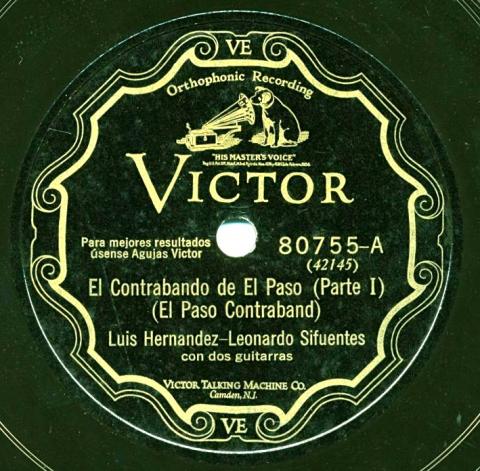 VE
Orthophonic Recording
"HIS MASTER'S VOICE"
VICTOR
Para mejores resultados
úsense Agujas Victor
80755-A
(42145)
El Contrabando de El Paso (Parte I)
(El Paso Contraband)
Luis Hernandez-Leonardo Sifuentes
con dos guitarras
VICTOR TALKING MACHINE CO.
Camden, N.J.
VE